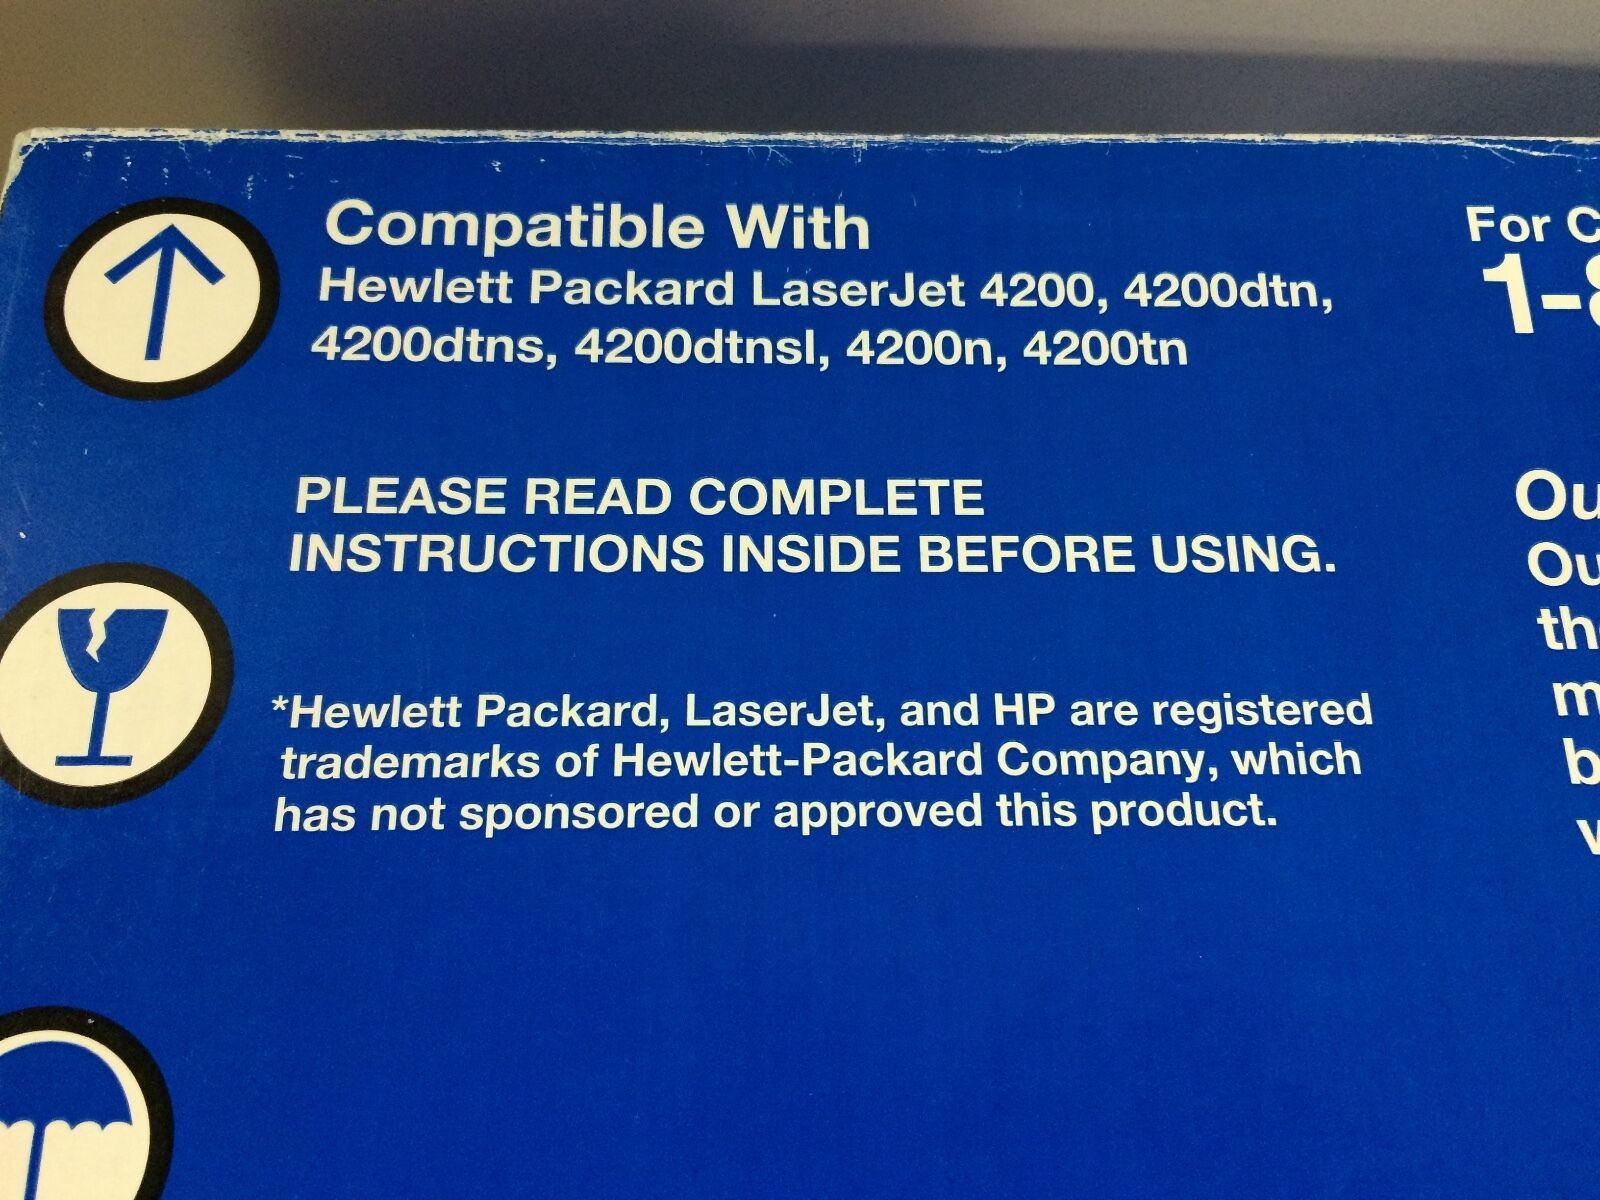 Compatible With
Hewlett Packard LaserJet 4200, 4200dtn,
4200dtns, 4200dtnsl, 4200n, 4200tn
PLEASE READ COMPLETE
INSTRUCTIONS INSIDE BEFORE USING.
*Hewlett Packard, LaserJet, and HP are registered
trademarks of Hewlett-Packard Company, which
has not sponsored or approved this product.
For